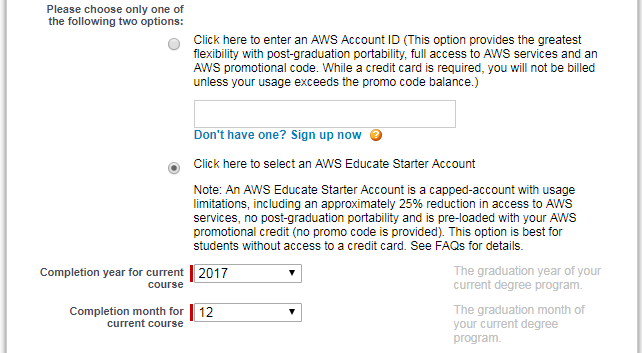 Please choose only one of
the following two options:
Click here to enter an AWS Account ID (This option provides the greatest
flexibility with post-graduation portability, full access to AWS services and an
AWS promotional code. While a credit card is required, you will not be billed
unless your usage exceeds the promo code balance.)
Don't have one? Sign up now ?
Click here to select an AWS Educate Starter Account
Note: An AWS Educate Starter Account is a capped-account with usage
limitations, including an approximately 25% reduction in access to AWS
services, no post-graduation portability and is pre-loaded with your AWS
promotional credit (no promo code is provided). This option is best for
students without access to a credit card. See FAQs for details.
Completion year for current
course
2017
The graduation year of your
current degree program.
Completion month for
current course
12
The graduation month of
your current degree
program.